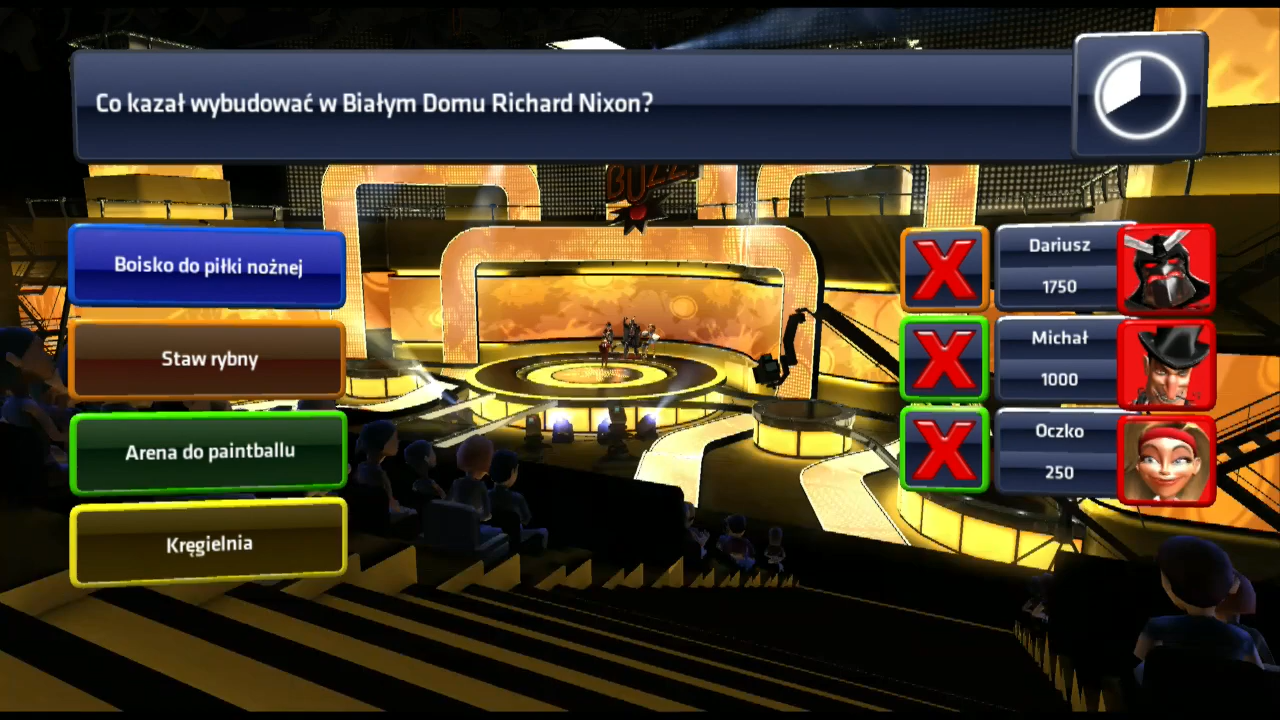 Co kazał wybudować w Białym Domu Richard Nixon?
BUZZ!
Boisko do piłki nożnej
Staw rybny
Arena do paintballu
Kręgielnia
Dariusz
1750
Michał
1000
Oczko
250